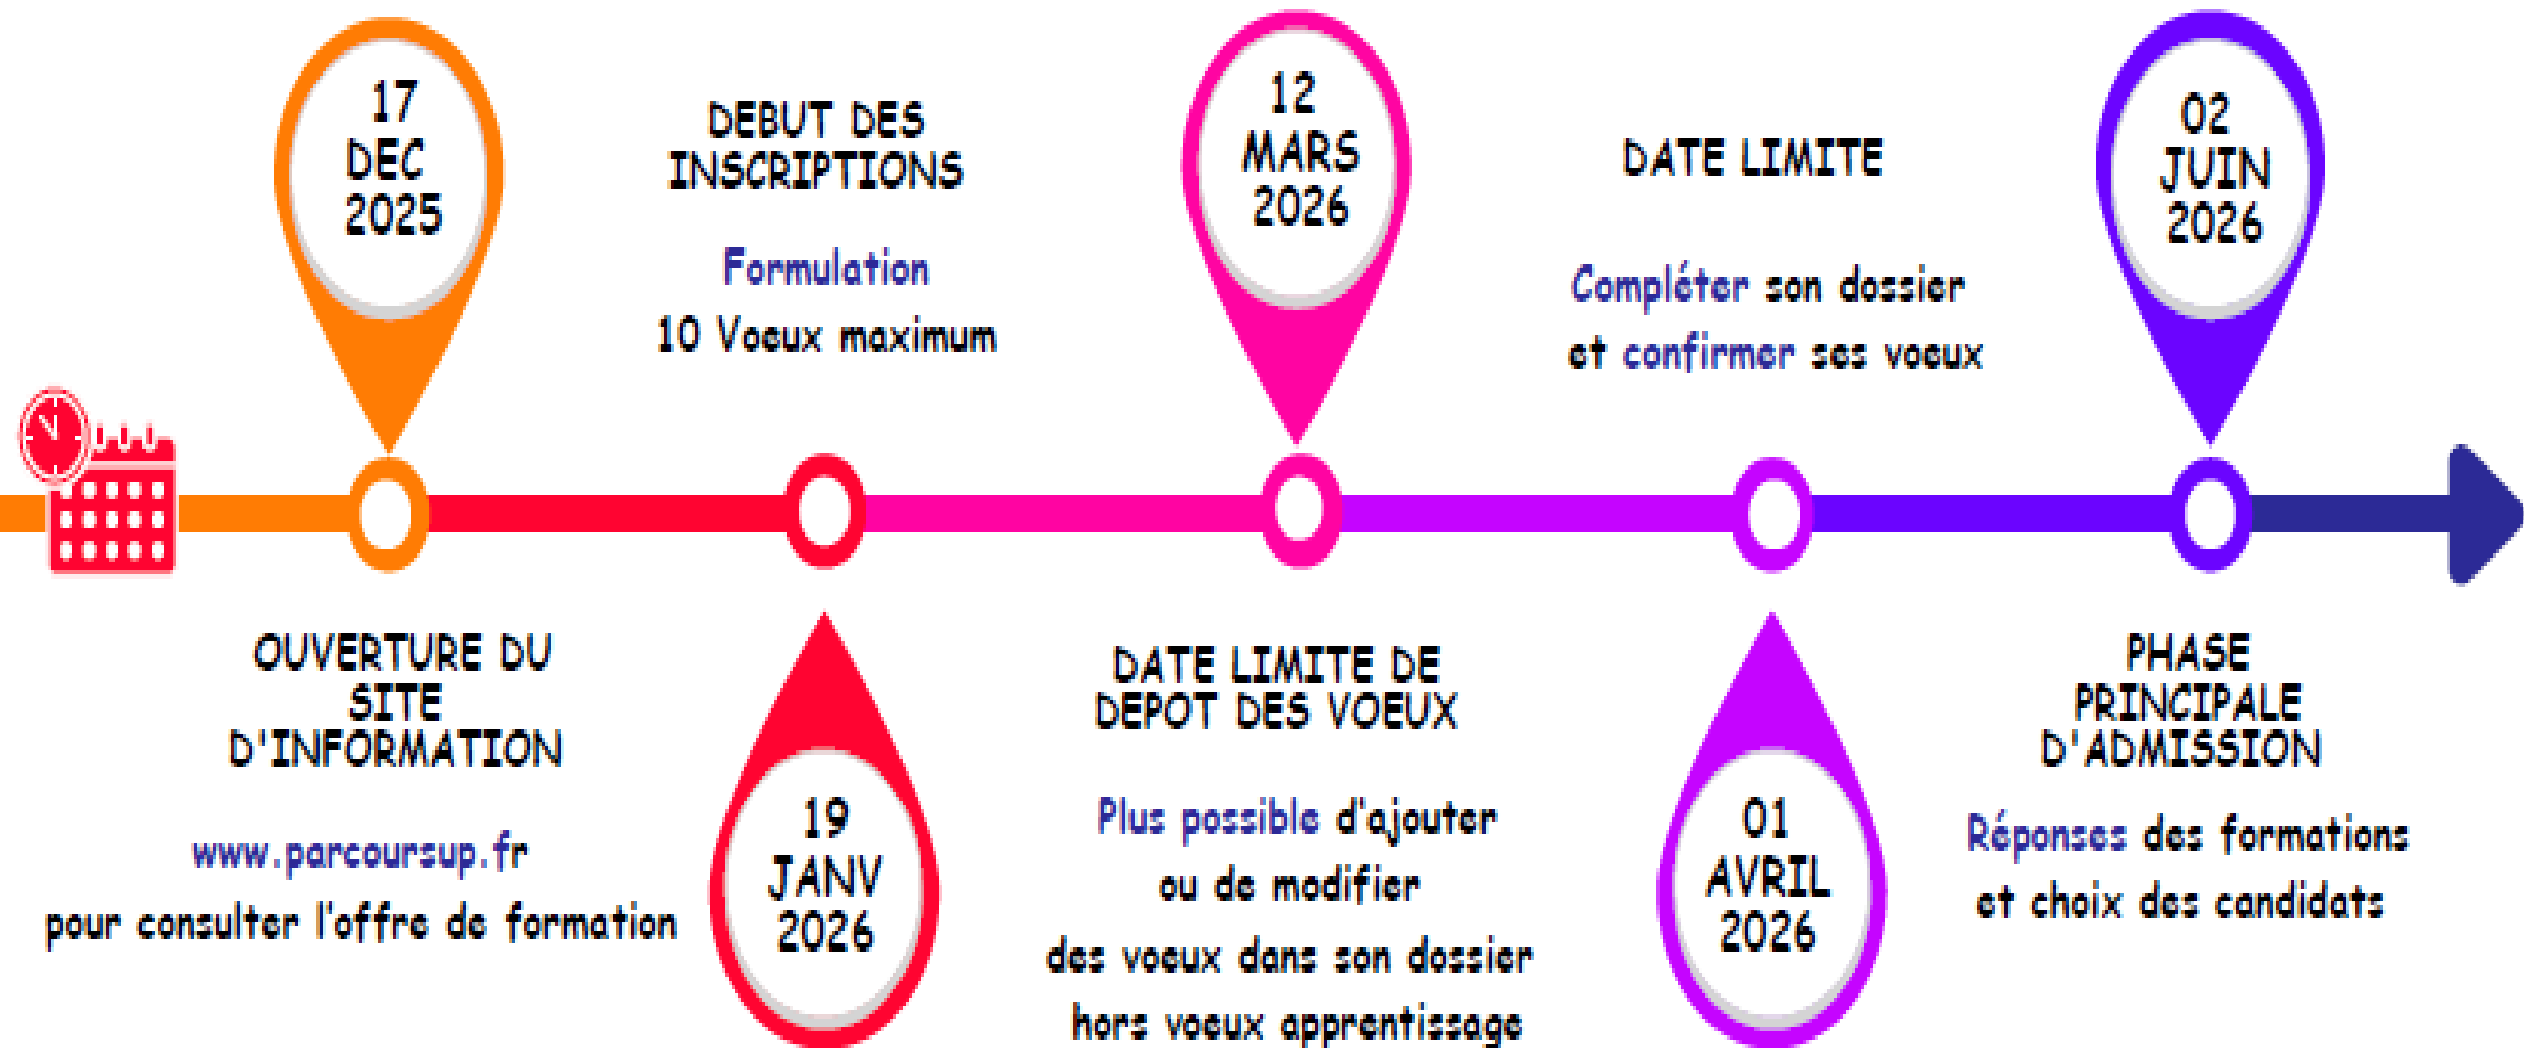 17
DEC
2025
OUVERTURE DU
SITE
D'INFORMATION
www.parcoursup.fr
pour consulter l'offre de formation
DEBUT DES
INSCRIPTIONS
Formulation
10 Voeux maximum
19
JANV
2026
12
MARS
2026
DATE LIMITE DE
DEPOT DES VOEUX
Plus possible d'ajouter
ou de modifier
des voeux dans son dossier
hors voeux apprentissage
DATE LIMITE
Compléter son dossier
et confirmer ses voeux
01
AVRIL
2026
02
JUIN
2026
PHASE
PRINCIPALE
D'ADMISSION
Réponses des formations
et choix des candidats